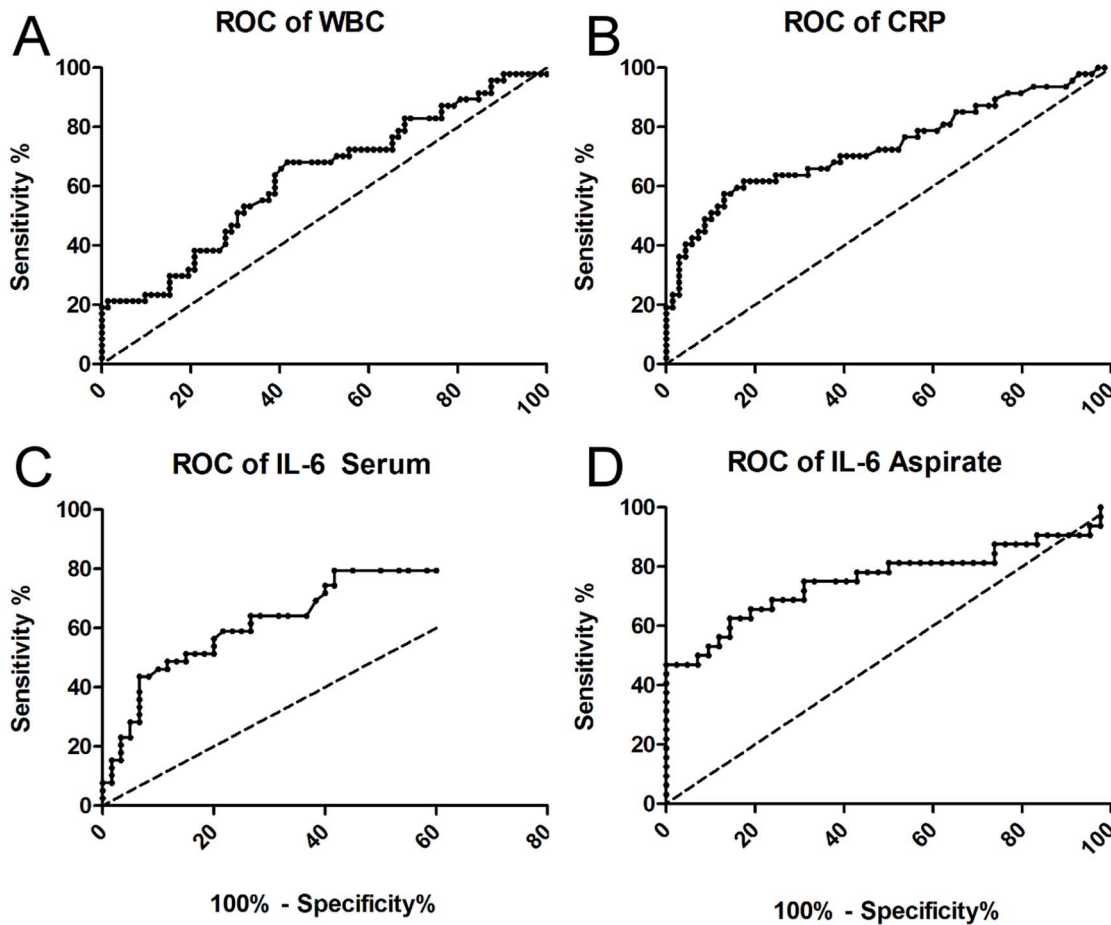 A
ROC of WBC
Sensitivity %
100
80
60
40
20
0
0 20 40 60 80 100
B
ROC of CRP
Sensitivity %
100
80
60
40
20
0
0 20 40 60 80 100
C
ROC of IL-6 Serum
Sensitivity %
100
80
60
40
20
0
0 20 40 60 80
100% - Specificity%
D
ROC of IL-6 Aspirate
Sensitivity %
100
80
60
40
20
0
0 20 40 60 80 100
100% - Specificity%